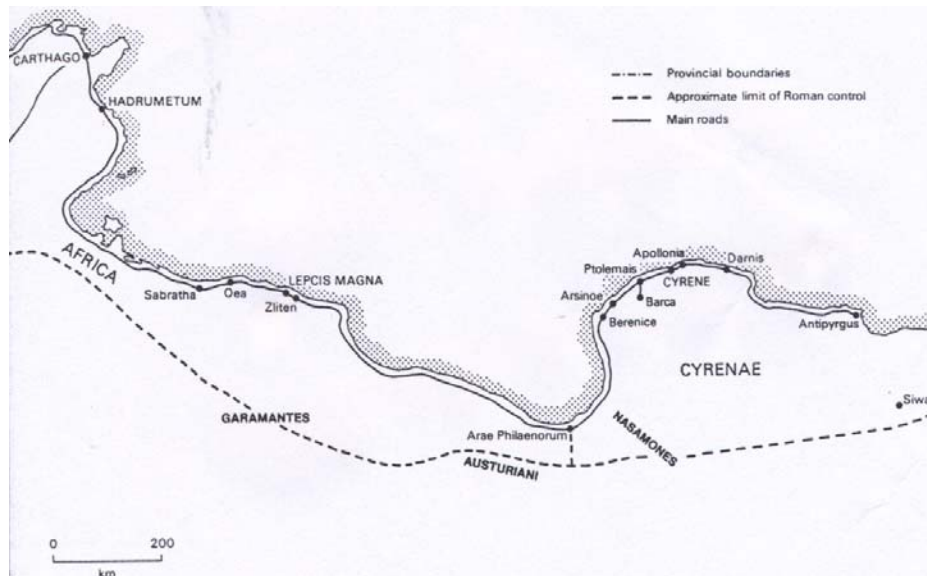 CARTHAGO
HADRUMETUM
Provincial boundaries
Approximate limit of Roman control
Main roads
AFRICA
Sabratha
Oea
LEPCIS MAGNA
Zliten
Apollonia
Ptolemais
Darnis
CYRENE
Arsinoe
Barca
Berenice
Antipyrgus
CYRENAE
Siwa
GARAMANTES
Arae Philaenorum
NASAMONES
AUSTURIANI
0 200
km